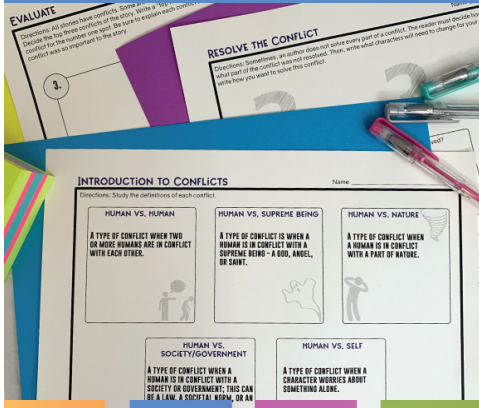 EVALUATE
Directions: All stories have conflicts. Some are
Decide the top three conflicts of the story. Write a "top
conflict for the number one spot. Be sure to explain each
conflict was so important to the story.
3.
RESOLVE THE CONFLICT
Directions: Sometimes, an author does not solve every part of a conflict. The reader must decide how
what part of the conflict was not resolved. Then, write what characters will need to change for your
write how you want to solve this conflict.
INTRODUCTION TO CONFLICTS
Name
Directions: Study the definitions of each conflict.
HUMAN VS. HUMAN
A TYPE OF CONFLICT WHEN TWO
OR MORE HUMANS ARE IN CONFLICT
WITH EACH OTHER.
HUMAN VS. SUPREME BEING
A TYPE OF CONFLICT IS WHEN A
HUMAN IS IN CONFLICT WITH A
SUPREME BEING - A GOD, ANGEL,
OR SAINT.
HUMAN VS. NATURE
A TYPE OF CONFLICT WHEN
A HUMAN IS IN CONFLICT
WITH A PART OF NATURE.
HUMAN VS.
SOCIETY/GOVERNMENT
A TYPE OF CONFLICT WHEN A
HUMAN IS IN CONFLICT WITH A
SOCIETY OR GOVERNMENT; THIS CAN
BE A LAW, A SOCIETAL NORM, OR AN
HUMAN VS. SELF
A TYPE OF CONFLICT WHEN A
CHARACTER WORRIES ABOUT
SOMETHING ALONE.